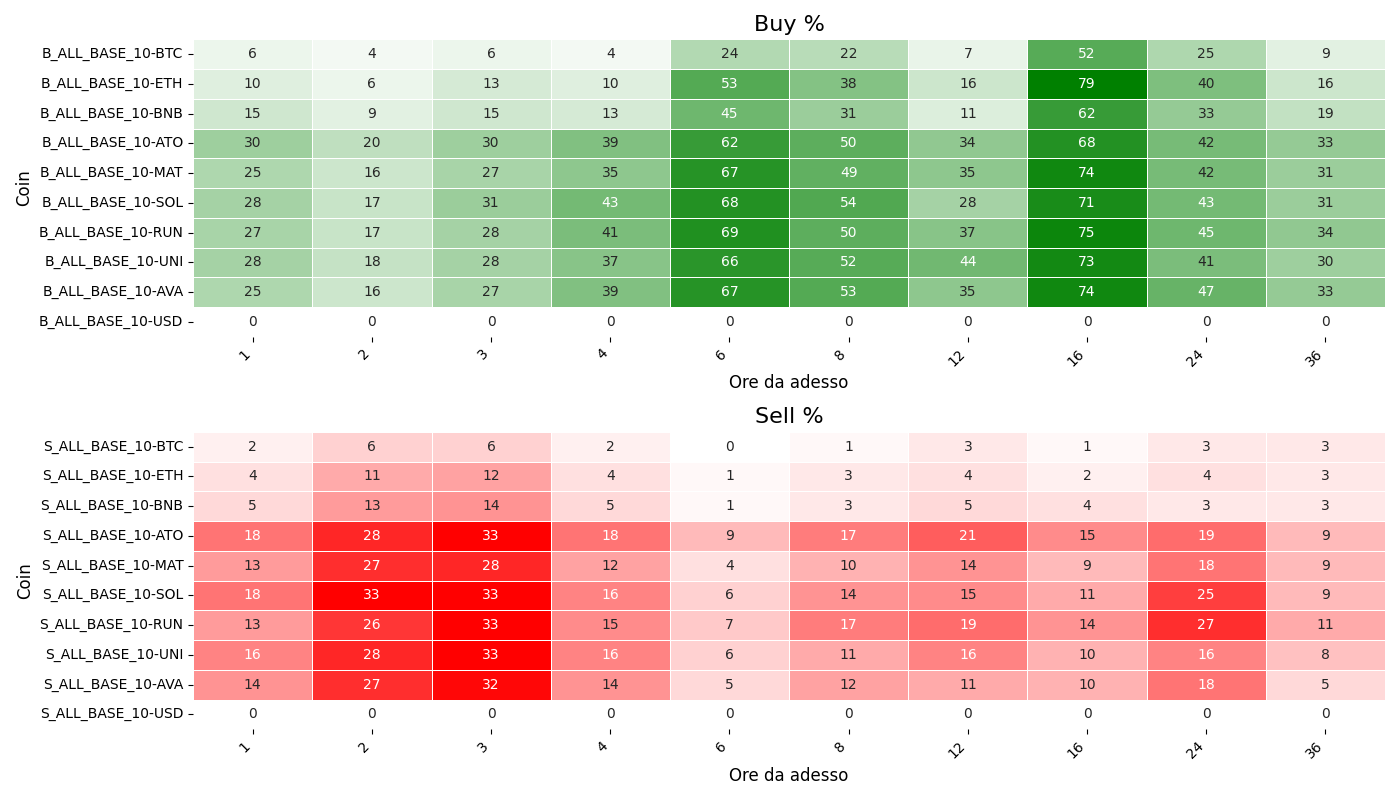 Buy %
Coin
B_ALL_BASE_10-BTC 6 4 6 4 24 22 7 52 25 9
B_ALL_BASE_10-ETH 10 6 13 10 53 38 16 79 40 16
B_ALL_BASE_10-BNB 15 9 15 13 45 31 11 62 33 19
B_ALL_BASE_10-ATO 30 20 30 39 62 50 34 68 42 33
B_ALL_BASE_10-MAT 25 16 27 35 67 49 35 74 42 31
B_ALL_BASE_10-SOL 28 17 31 43 68 54 28 71 43 31
B_ALL_BASE_10-RUN 27 17 28 41 69 50 37 75 45 34
B_ALL_BASE_10-UNI 28 18 28 37 66 52 44 73 41 30
B_ALL_BASE_10-AVA 25 16 27 39 67 53 35 74 47 33
B_ALL_BASE_10-USD 0 0 0 0 0 0 0 0 0 0
1 2 3 4 6 8 12 16 24 36
Ore da adesso
Sell %
Coin
S_ALL_BASE_10-BTC 2 6 6 2 0 1 3 1 3 3
S_ALL_BASE_10-ETH 4 11 12 4 1 3 4 2 4 3
S_ALL_BASE_10-BNB 5 13 14 5 1 3 5 4 3 3
S_ALL_BASE_10-ATO 18 28 33 18 9 17 21 15 19 9
S_ALL_BASE_10-MAT 13 27 28 12 4 10 14 9 18 9
S_ALL_BASE_10-SOL 18 33 33 16 6 14 15 11 25 9
S_ALL_BASE_10-RUN 13 26 33 15 7 17 19 14 27 11
S_ALL_BASE_10-UNI 16 28 33 16 6 11 16 10 16 8
S_ALL_BASE_10-AVA 14 27 32 14 5 12 11 10 18 5
S_ALL_BASE_10-USD 0 0 0 0 0 0 0 0 0 0
1 2 3 4 6 8 12 16 24 36
Ore da adesso